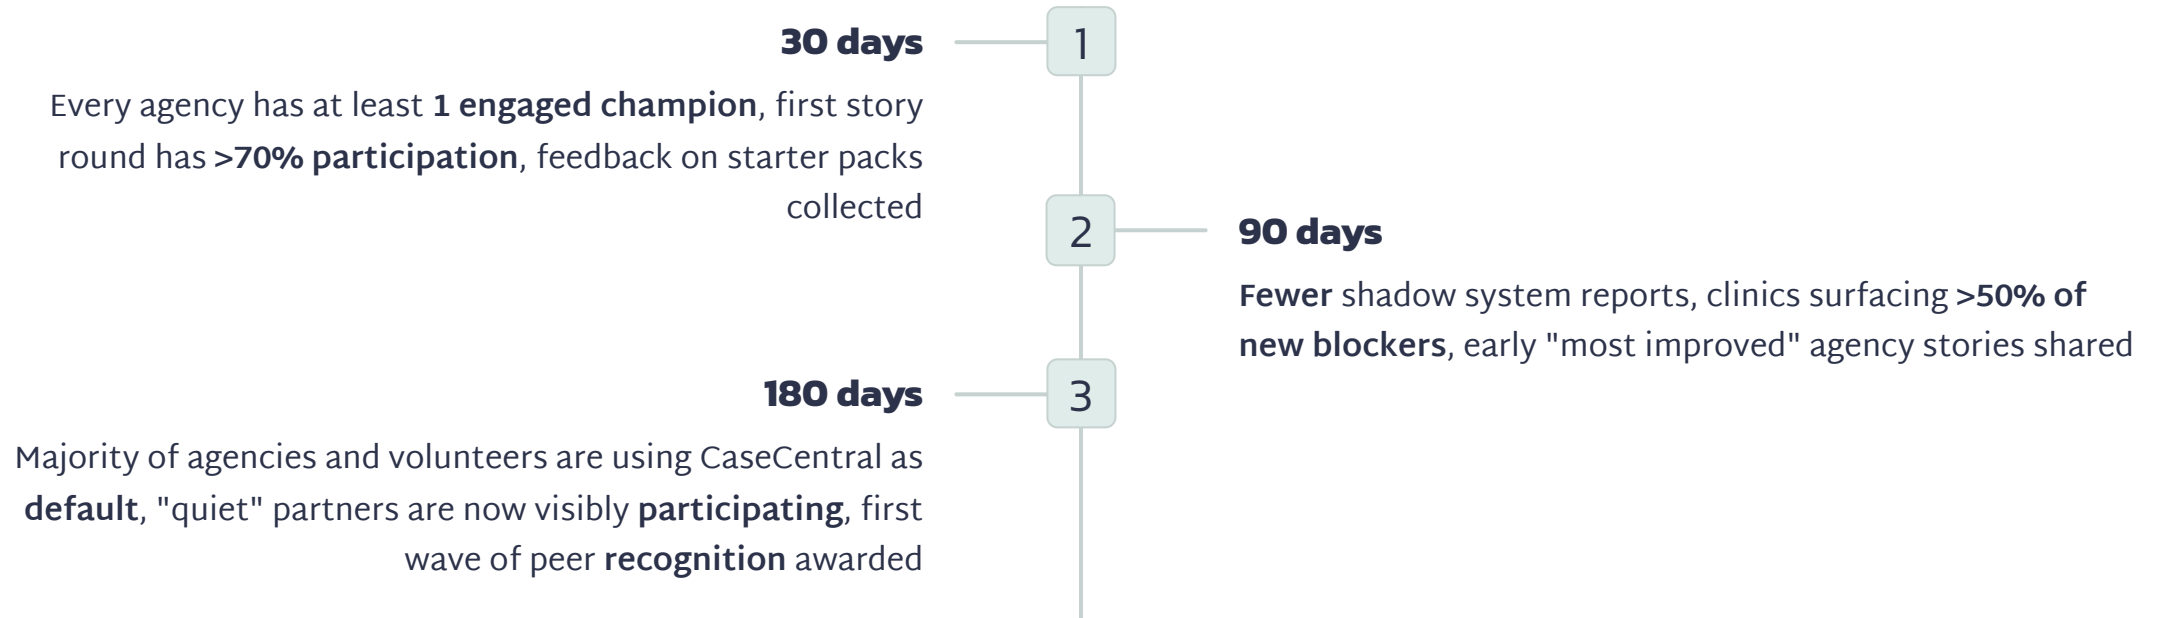 30 days
1
Every agency has at least 1 engaged champion, first story
round has >70% participation, feedback on starter packs
collected
2
90 days
Fewer shadow system reports, clinics surfacing >50% of
new blockers, early "most improved" agency stories shared
180 days
3
Majority of agencies and volunteers are using CaseCentral as
default, "quiet" partners are now visibly participating, first
wave of peer recognition awarded